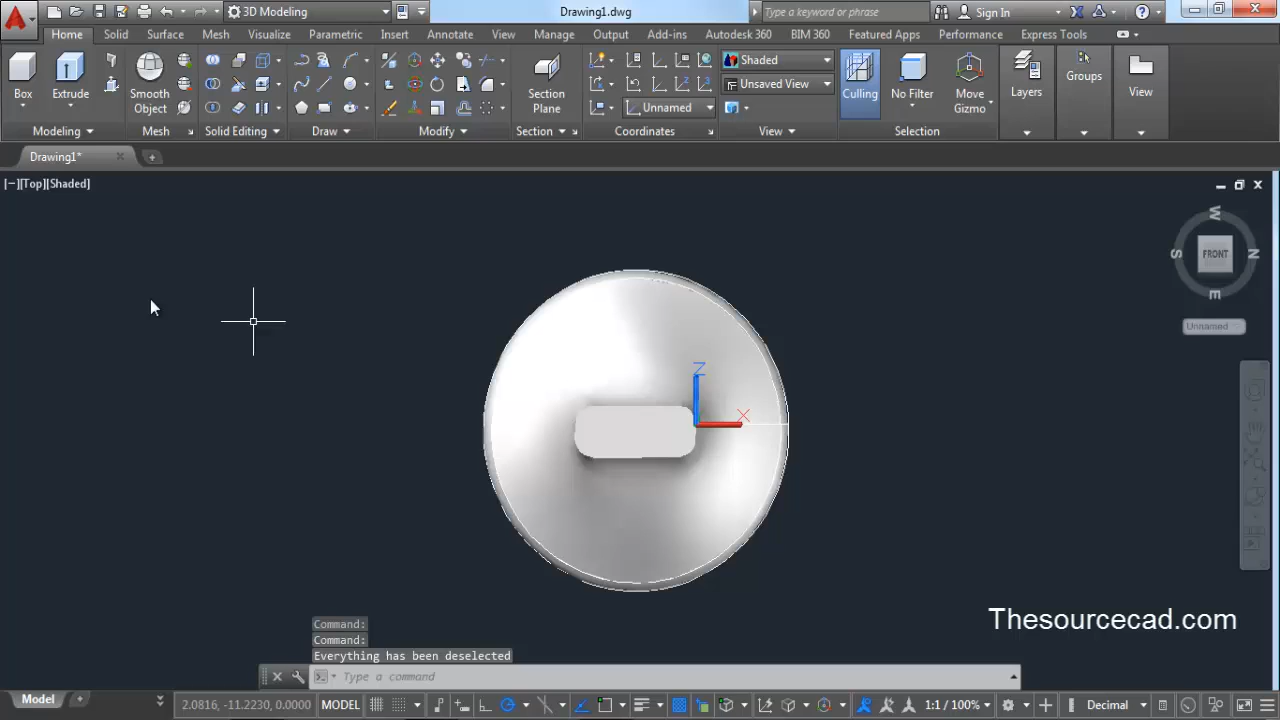 3D Modeling Drawing1.dwg Type a keyword or phrase Sign In
Home Solid Surface Mesh Visualize Parametric Insert Annotate View Manage Output Add-ins Autodesk 360 BIM 360 Featured Apps Performance Express Tools
Shaded
Unsaved View
Unnamed
Box Extrude Smooth Object Section Plane Culling No Filter Move Gizmo Layers Groups View
Modeling Mesh Solid Editing Draw Modify Section Coordinates View Selection
Drawing1*
[−][Top][Shaded]
W
S FRONT N
E
Unnamed
Z
X
Thesourcecad.com
Command:
Command:
Everything has been deselected
Type a command
Model 2.0816, -11.2230, 0.0000 MODEL 1:1 / 100% Decimal